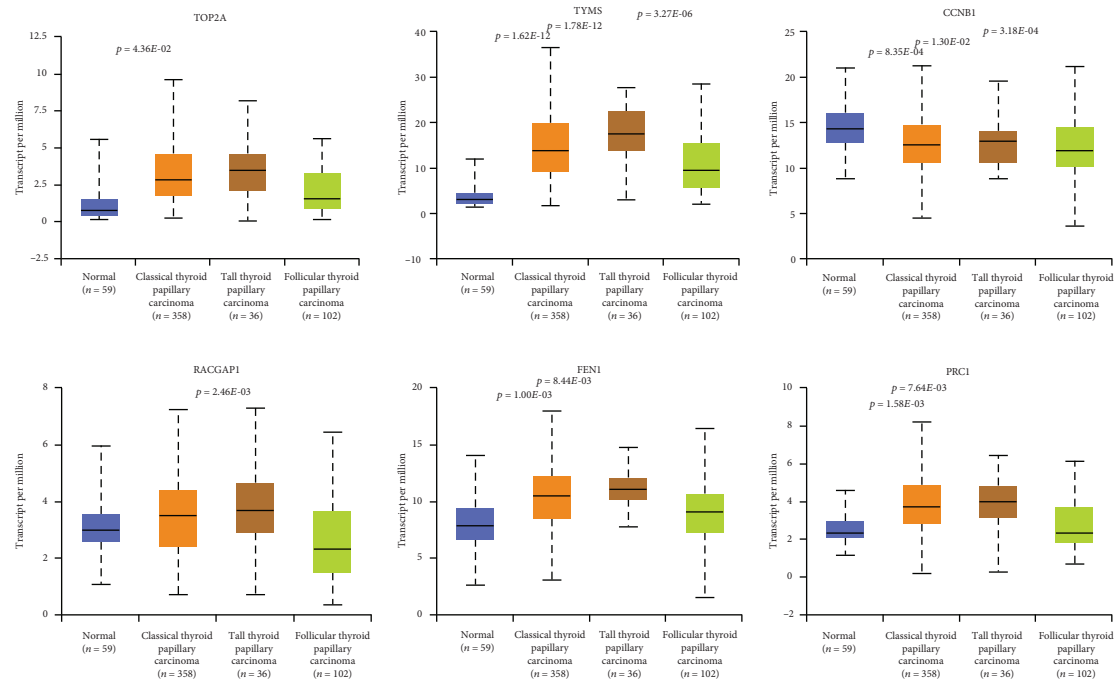 TOP2A
12.5
10
7.5
5
2.5
0
−2.5
Transcript per million
p = 4.36E-02
Normal
(n = 59)
Classical thyroid
papillary
carcinoma
(n = 358)
Tall thyroid
papillary
carcinoma
(n = 36)
Follicular thyroid
papillary
carcinoma
(n = 102)
TYMS
40
30
20
10
0
−10
Transcript per million
p = 1.62E-12
p = 1.78E-12
p = 3.27E-06
Normal
(n = 59)
Classical thyroid
papillary
carcinoma
(n = 358)
Tall thyroid
papillary
carcinoma
(n = 36)
Follicular thyroid
papillary
carcinoma
(n = 102)
CCNB1
25
20
15
10
5
0
Transcript per million
p = 8.35E-04
p = 1.30E-02
p = 3.18E-04
Normal
(n = 59)
Classical thyroid
papillary
carcinoma
(n = 358)
Tall thyroid
papillary
carcinoma
(n = 36)
Follicular thyroid
papillary
carcinoma
(n = 102)
RACGAP1
8
6
4
2
0
Transcript per million
p = 2.46E-03
Normal
(n = 59)
Classical thyroid
papillary
carcinoma
(n = 358)
Tall thyroid
papillary
carcinoma
(n = 36)
Follicular thyroid
papillary
carcinoma
(n = 102)
FEN1
20
15
10
5
0
Transcript per million
p = 1.00E-03
p = 8.44E-03
Normal
(n = 59)
Classical thyroid
papillary
carcinoma
(n = 358)
Tall thyroid
papillary
carcinoma
(n = 36)
Follicular thyroid
papillary
carcinoma
(n = 102)
PRC1
10
8
6
4
2
0
−2
Transcript per million
p = 1.58E-03
p = 7.64E-03
Normal
(n = 59)
Classical thyroid
papillary
carcinoma
(n = 358)
Tall thyroid
papillary
carcinoma
(n = 36)
Follicular thyroid
papillary
carcinoma
(n = 102)